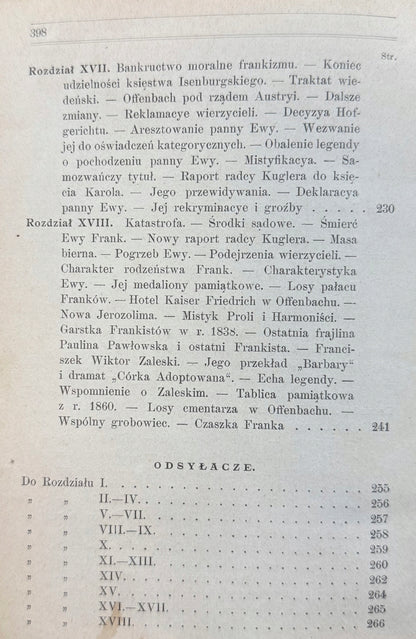 398
Str.
Rozdział XVII. Bankructwo moralne frankizmu. — Koniec
udzielności księstwa Isenburgskiego. — Traktat wie-
deński. — Offenbach pod rządem Austryi. — Dalsze
zmiany. — Reklamacye wierzycieli. — Decyzya Hof-
gerichtu. — Aresztowanie panny Ewy. — Wezwanie
jej do oświadczeń kategorycznych. — Obalenie legendy
o pochodzeniu panny Ewy. — Mistyfikacya. — Sa-
mozwańczy tytuł. — Raport radcy Kuglera do księ-
cia Karola. — Jego przewidywania. — Deklaracya
panny Ewy. — Jej rekryminacye i groźby . . . . . 230
Rozdział XVIII. Katastrofa. — Środki sądowe. — Śmierć
Ewy Frank. — Nowy raport radcy Kuglera. — Masa
bierna. — Pogrzeb Ewy. — Podejrzenia wierzycieli. —
Charakter rodzeństwa Frank. — Charakterystyka
Ewy. — Jej medaliony pamiątkowe. — Losy pałacu
Franków. — Hotel Kaiser Friedrich w Offenbachu. —
Nowa Jerozolima. — Mistyk Proli i Harmoniści. —
Garstka Frankistów w r. 1838. — Ostatnia frajlina
Paulina Pawłowska i ostatni Frankista. — Franci-
szek Wiktor Zaleski. — Jego przekład „Barbary“
i dramat „Córka Adoptowana“. — Echa legendy. —
Wspomnienie o Zaleskim. — Tablica pamiątkowa
z r. 1860. — Losy cmentarza w Offenbachu. —
Wspólny grobowiec. — Czaszka Franka . . . . . . . 241
ODSYŁACZE.
Do Rozdziału I. . . . . . . . . . . . . . . . . 255
„ „ II.—IV. . . . . . . . . . . . . . . 256
„ „ V.—VII. . . . . . . . . . . . . . . 257
„ „ VIII.—IX. . . . . . . . . . . . . . 258
„ „ X. . . . . . . . . . . . . . . . . 259
„ „ XI.—XIII. . . . . . . . . . . . . . 260
„ „ XIV. . . . . . . . . . . . . . . . 262
„ „ XV. . . . . . . . . . . . . . . . . 264
„ „ XVI.—XVII. . . . . . . . . . . . . 265
„ „ XVIII. . . . . . . . . . . . . . . 266